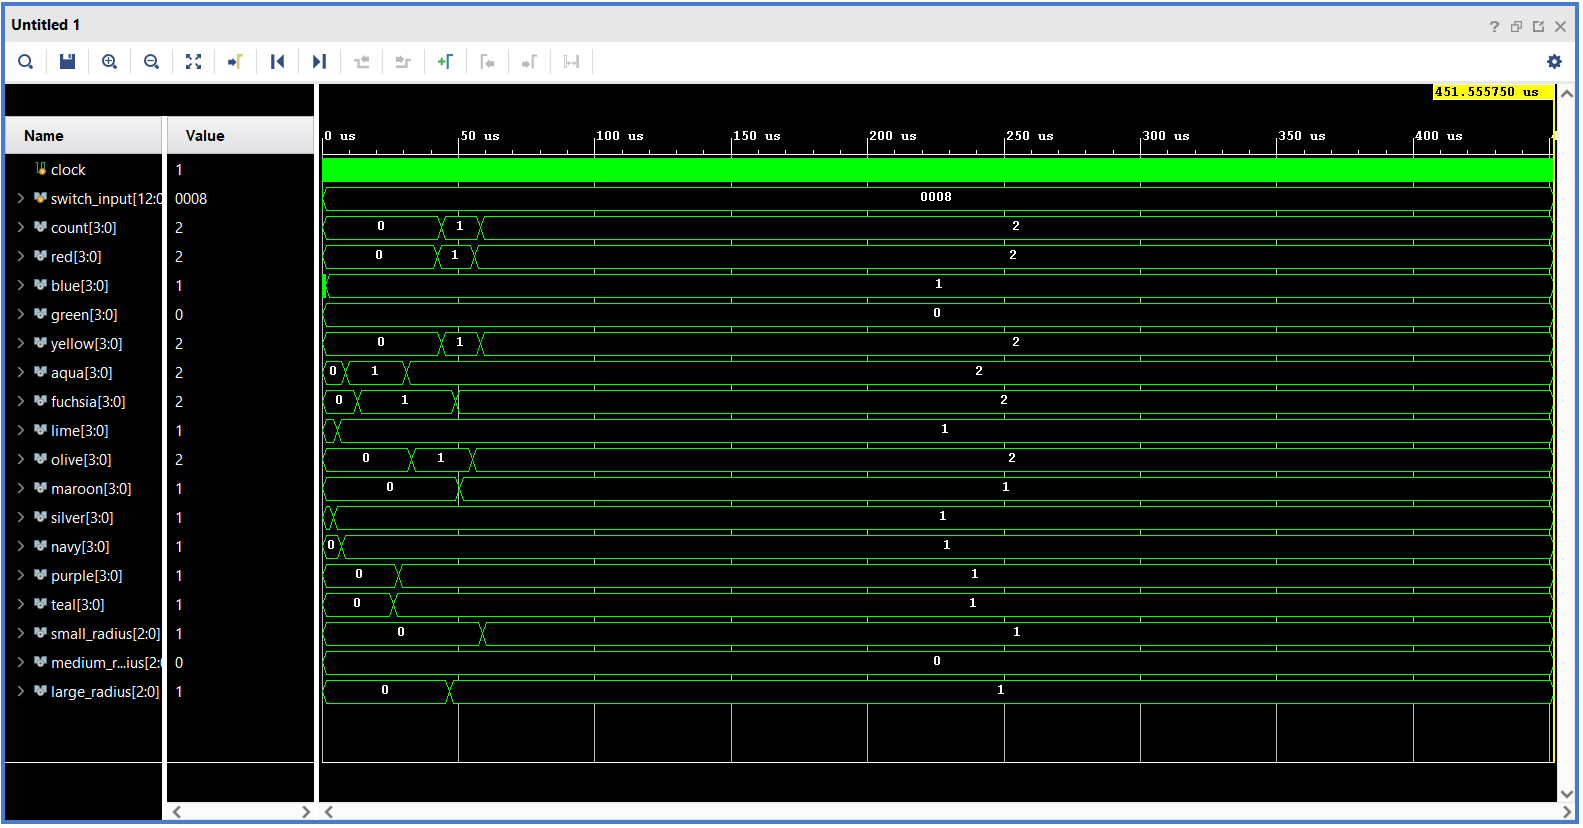 Untitled 1
?
451.555750 us
Name Value
0 us 50 us 100 us 150 us 200 us 250 us 300 us 350 us 400 us
clock 1
switch_input[12:0 0008 0008
count[3:0] 2 0 1 2
red[3:0] 2 0 1 2
blue[3:0] 1 1
green[3:0] 0 0
yellow[3:0] 2 0 1 2
aqua[3:0] 2 0 1 2
fuchsia[3:0] 2 0 1 2
lime[3:0] 1 1
olive[3:0] 2 0 1 2
maroon[3:0] 1 0 1
silver[3:0] 1 1
navy[3:0] 1 0 1
purple[3:0] 1 0 1
teal[3:0] 1 0 1
small_radius[2:0] 1 0 1
medium_r...ius[2:0 0 0
large_radius[2:0] 1 0 1